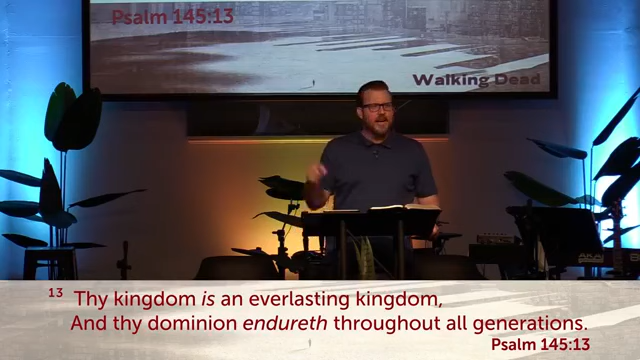 Psalm 145:13
Walking Dead
AKAI
13 Thy kingdom is an everlasting kingdom,
And thy dominion endureth throughout all generations.
Psalm 145:13